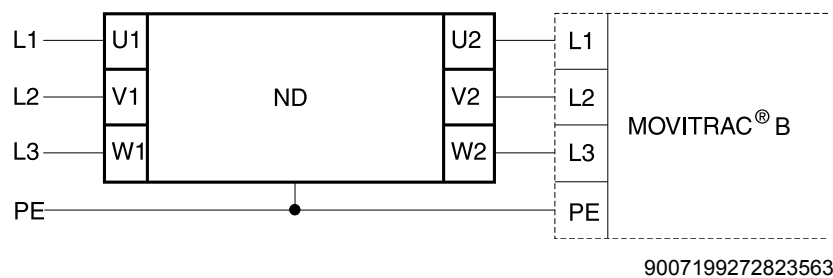 L1 U1 U2 L1
L2 V1 ND V2 L2 MOVITRAC® B
L3 W1 W2 L3
PE PE
9007199272823563